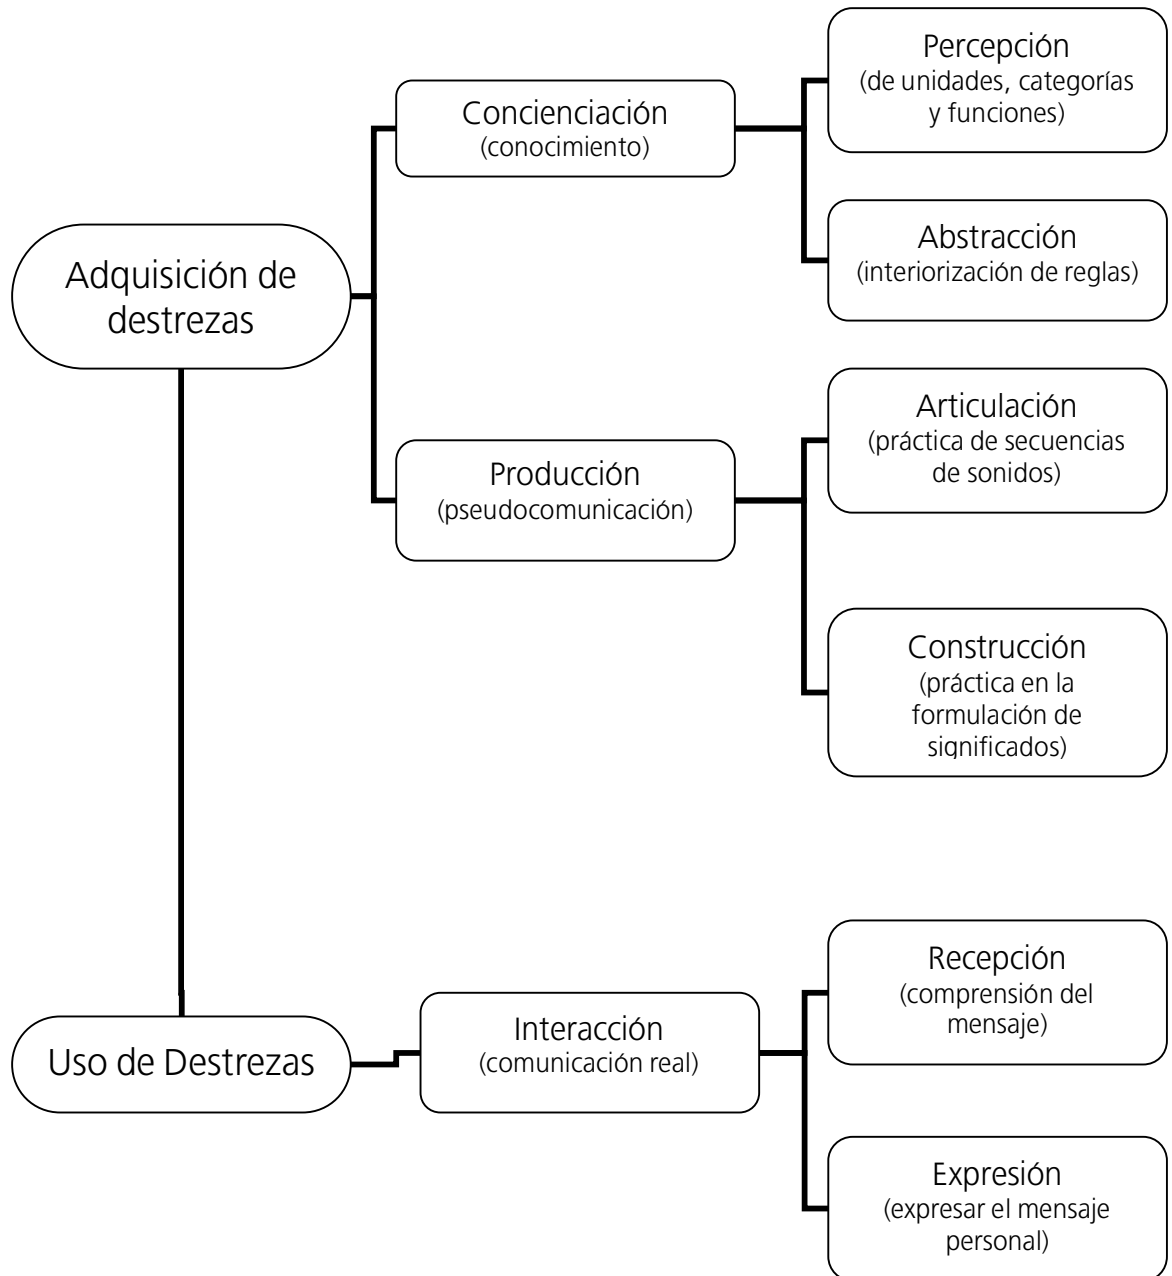 Percepción
(de unidades, categorías
y funciones)
Concienciación
(conocimiento)
Abstracción
(interiorización de reglas)
Adquisición de
destrezas
Articulación
(práctica de secuencias
de sonidos)
Producción
(pseudocomunicación)
Construcción
(práctica en la
formulación de
significados)
Recepción
(comprensión del
mensaje)
Interacción
(comunicación real)
Uso de Destrezas
Expresión
(expresar el mensaje
personal)